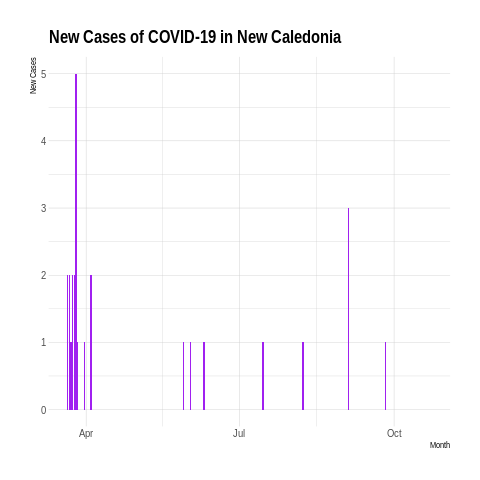 New Cases of COVID-19 in New Caledonia
New Cases
5
4
3
2
1
0
Apr
Jul
Oct
Month